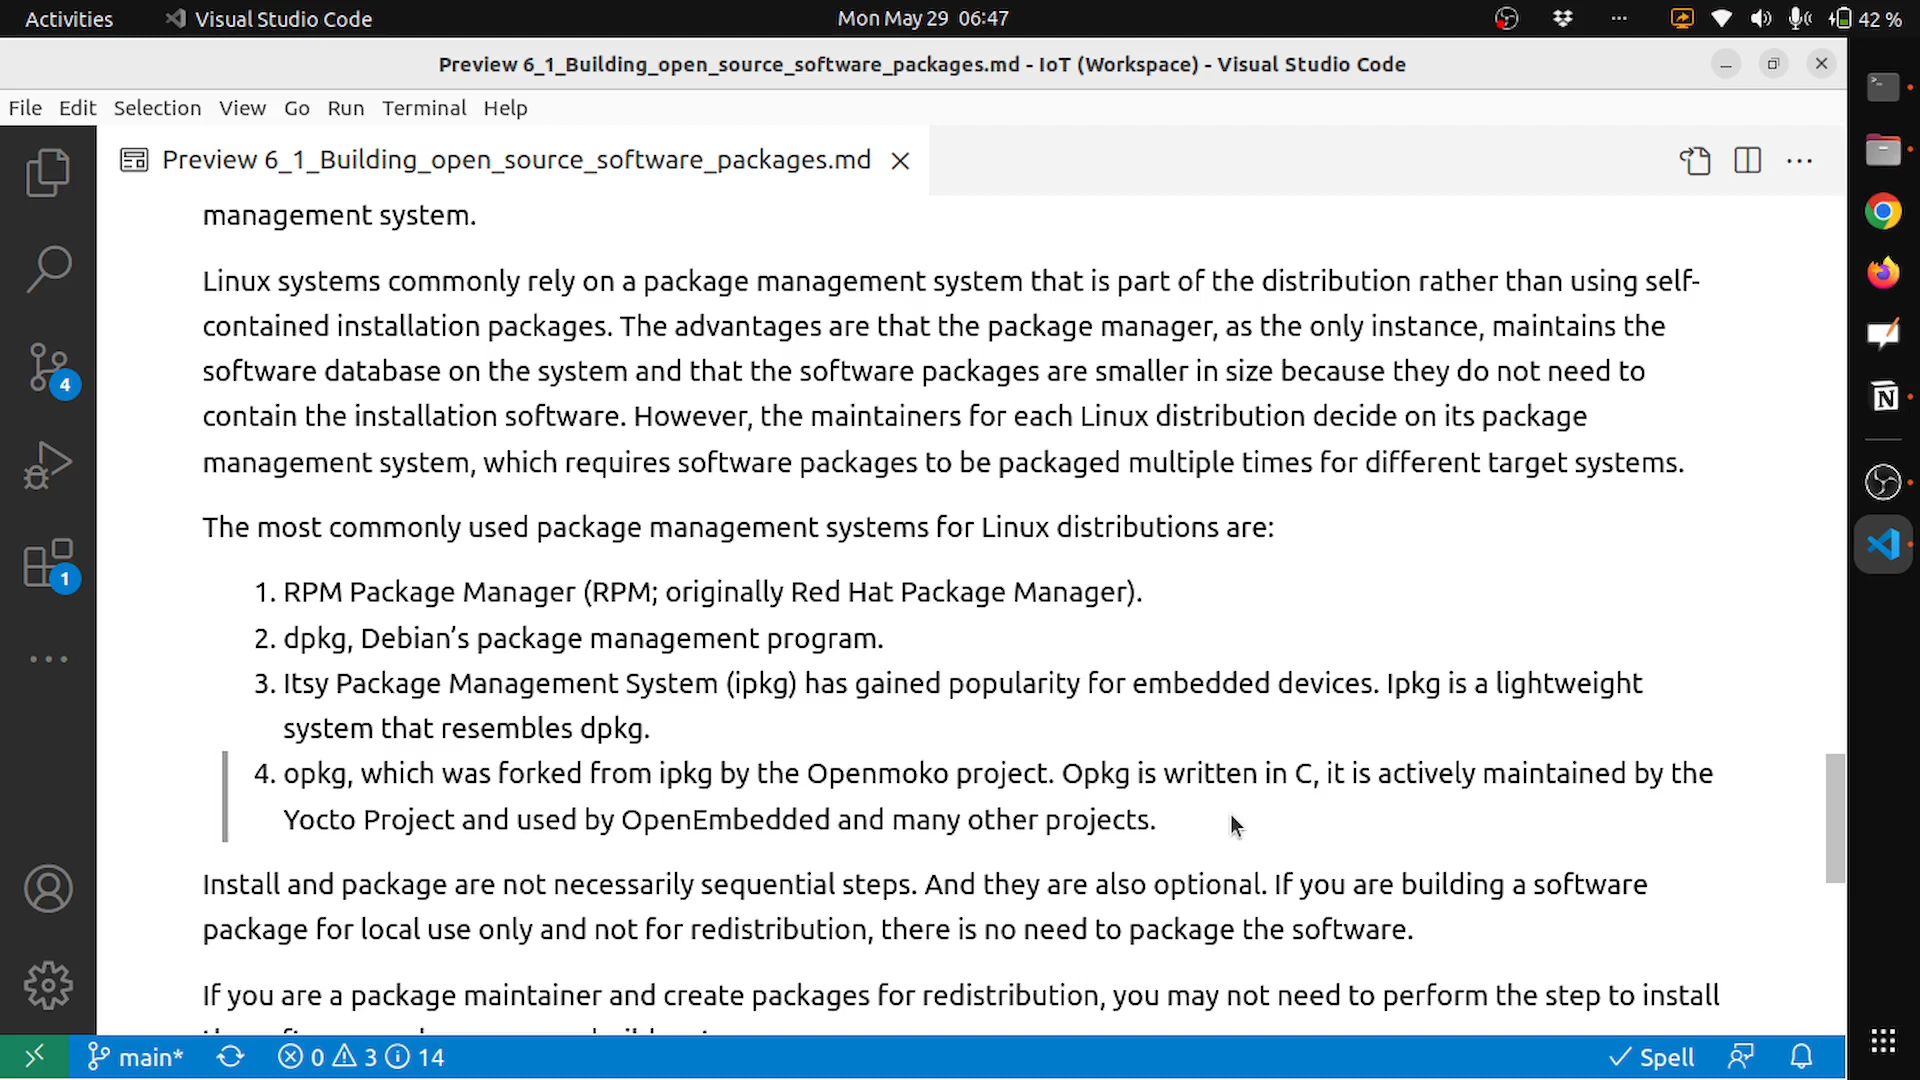 Activities Visual Studio Code Mon May 29 06:47 42 %
Preview 6_1_Building_open_source_software_packages.md - IoT (Workspace) - Visual Studio Code
File Edit Selection View Go Run Terminal Help
Preview 6_1_Building_open_source_software_packages.md
management system.
Linux systems commonly rely on a package management system that is part of the distribution rather than using self-
contained installation packages. The advantages are that the package manager, as the only instance, maintains the
software database on the system and that the software packages are smaller in size because they do not need to
contain the installation software. However, the maintainers for each Linux distribution decide on its package
management system, which requires software packages to be packaged multiple times for different target systems.
The most commonly used package management systems for Linux distributions are:
1. RPM Package Manager (RPM; originally Red Hat Package Manager).
2. dpkg, Debian’s package management program.
3. Itsy Package Management System (ipkg) has gained popularity for embedded devices. Ipkg is a lightweight
system that resembles dpkg.
4. opkg, which was forked from ipkg by the Openmoko project. Opkg is written in C, it is actively maintained by the
Yocto Project and used by OpenEmbedded and many other projects.
Install and package are not necessarily sequential steps. And they are also optional. If you are building a software
package for local use only and not for redistribution, there is no need to package the software.
If you are a package maintainer and create packages for redistribution, you may not need to perform the step to install
4
1
main* 0 3 14 Spell